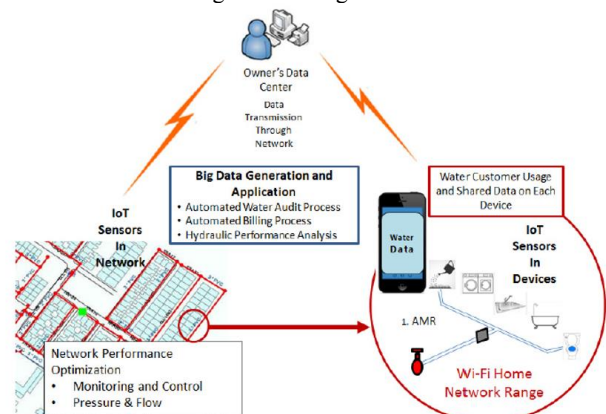 Owner's Data
Center
Data
Transmission
Through
Network
Big Data Generation and
Application
• Automated Water Audit Process
• Automated Billing Process
• Hydraulic Performance Analysis
Water Customer Usage
and Shared Data on Each
Device
IoT
Sensors
In
Network
Water
Data
IoT
Sensors
In
Devices
1. AMR
Wi-Fi Home
Network Range
Network Performance
Optimization
• Monitoring and Control
• Pressure & Flow